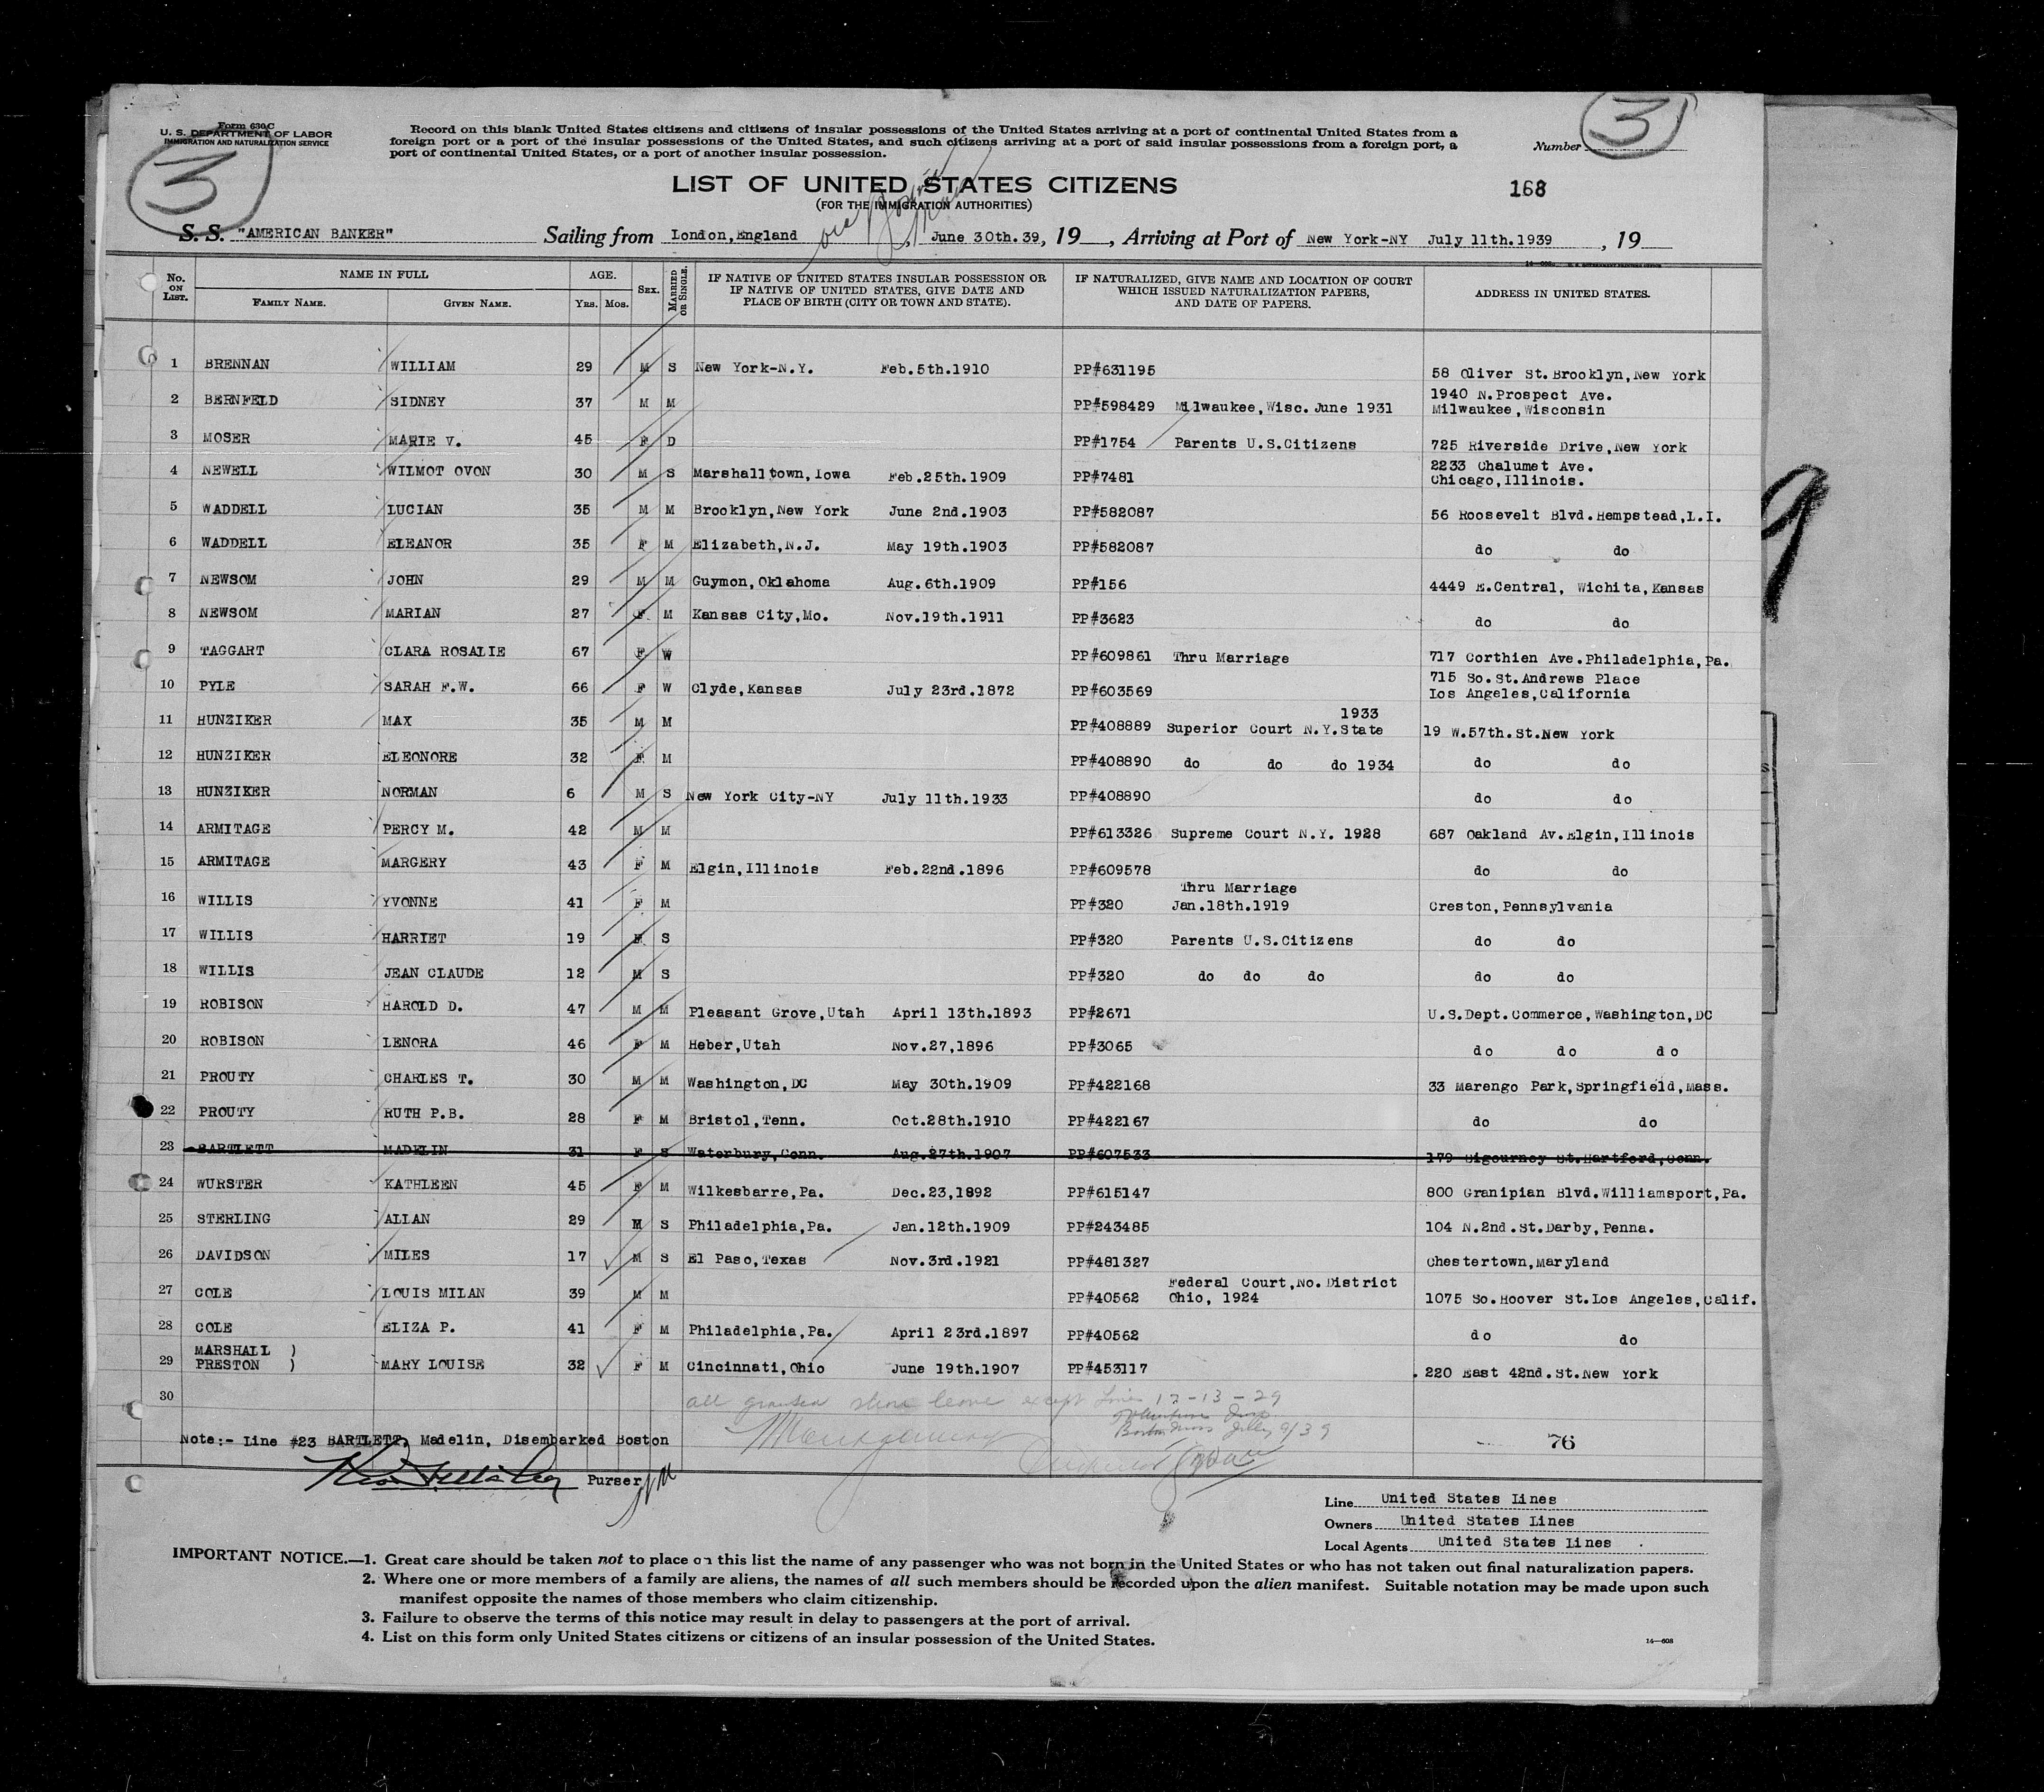 Form 630 C
U. S. DEPARTMENT OF LABOR
IMMIGRATION AND NATURALIZATION SERVICE
3
Record on this blank United States citizens and citizens of insular possessions of the United States arriving at a port of continental United States from a
foreign port or a port of the insular possessions of the United States, and such citizens arriving at a port of said insular possessions from a foreign port, a
port of continental United States, or a port of another insular possession.
Number 3
LIST OF UNITED STATES CITIZENS
(FOR THE IMMIGRATION AUTHORITIES)
168
S. S. "AMERICAN BANKER" Sailing from London,England, June 30th.39, 19 , Arriving at Port of New York-NY July 11th.1939 , 19
No. ON LIST. NAME IN FULL FAMILY NAME. GIVEN NAME. AGE. YRS. MOS. SEX. MARRIED OR SINGLE. IF NATIVE OF UNITED STATES INSULAR POSSESSION OR IF NATIVE OF UNITED STATES, GIVE DATE AND PLACE OF BIRTH (CITY OR TOWN AND STATE). IF NATURALIZED, GIVE NAME AND LOCATION OF COURT WHICH ISSUED NATURALIZATION PAPERS, AND DATE OF PAPERS. ADDRESS IN UNITED STATES.
1 BRENNAN WILLIAM 29 M S New York-N.Y. Feb.5th.1910 PP#631195 58 Oliver St.Brooklyn,New York
2 BERNFELD SIDNEY 37 M M PP#598429 Milwaukee,Wisc.June 1931 1940 N.Prospect Ave. Milwaukee,Wisconsin
3 MOSER MARIE V. 45 F D PP#1754 Parents U.S.Citizens 725 Riverside Drive,New York
4 NEWELL WILMOT OVON 30 M S Marshalltown,Iowa Feb.25th.1909 PP#7481 2233 Chalumet Ave. Chicago,Illinois.
5 WADDELL LUCIAN 35 M M Brooklyn,New York June 2nd.1903 PP#582087 56 Roosevelt Blvd.Hempstead,L.I.
6 WADDELL ELEANOR 35 F M Elizabeth,N.J. May 19th.1903 PP#582087 do do
7 NEWSOM JOHN 29 M M Guymon,Oklahoma Aug.6th.1909 PP#156 4449 E.Central, Wichita,Kansas
8 NEWSOM MARIAN 27 F M Kansas City,Mo. Nov.19th.1911 PP#3623 do do
9 TAGGART CLARA ROSALIE 67 F W PP#609861 Thru Marriage 717 Corthien Ave.Philadelphia,Pa.
10 PYLE SARAH F.W. 66 F W Clyde,Kansas July 23rd.1872 PP#603569 715 So.St.Andrews Place Los Angeles,California
11 HUNZIKER MAX 35 M M PP#408889 Superior Court N.Y.State 1933 19 W.57th.St.New York
12 HUNZIKER ELEONORE 32 F M PP#408890 do do do 1934 do do
13 HUNZIKER NORMAN 6 M S New York City-NY July 11th.1933 PP#408890 do do
14 ARMITAGE PERCY M. 42 M M PP#613326 Supreme Court N.Y. 1928 687 Oakland Av.Elgin,Illinois
15 ARMITAGE MARGERY 43 F M Elgin,Illinois Feb.22nd.1896 PP#609578 do do
16 WILLIS YVONNE 41 F M PP#320 Thru Marriage Jan.18th.1919 Creston,Pennsylvania
17 WILLIS HARRIET 19 F S PP#320 Parents U.S.Citizens do do
18 WILLIS JEAN CLAUDE 12 M S PP#320 do do do do do
19 ROBISON HAROLD D. 47 M M Pleasant Grove,Utah April 13th.1893 PP#2671 U.S.Dept.Commerce,Washington,DC
20 ROBISON LENORA 46 F M Heber,Utah Nov.27,1896 PP#3065 do do do
21 PROUTY CHARLES T. 30 M M Washington,DC May 30th.1909 PP#422168 33 Marengo Park,Springfield,Mass.
22 PROUTY RUTH P.B. 28 F M Bristol,Tenn. Oct.28th.1910 PP#422167 do do
23 BARTLETT MADELIN 31 F S Waterbury,Conn. Aug.27th.1907 PP#607533 179 Sigourney St.Hartford,Conn.
24 WURSTER KATHLEEN 45 F M Wilkesbarre,Pa. Dec.23,1892 PP#615147 800 Granipian Blvd.Williamsport,Pa.
25 STERLING ALLAN 29 M S Philadelphia,Pa. Jan.12th.1909 PP#243485 104 N.2nd.St.Darby,Penna.
26 DAVIDSON MILES 17 M S El Paso,Texas Nov.3rd.1921 PP#481327 Chestertown,Maryland
27 COLE LOUIS MILAN 39 M M PP#40562 Federal Court,No.District Ohio, 1924 1075 So.Hoover St.Los Angeles,Calif.
28 COLE ELIZA P. 41 F M Philadelphia,Pa. April 23rd.1897 PP#40562 do do
29 MARSHALL ) PRESTON ) MARY LOUISE 32 F M Cincinnati,Ohio June 19th.1907 PP#453117 220 East 42nd.St.New York
30
all granted shore leave except Line 12-13-29
Boston Mass July 9/39
Note:- Line #23 BARTLETT, Madelin, Disembarked Boston
76
Purser
Line United States Lines
Owners United States Lines
Local Agents United States Lines
IMPORTANT NOTICE.—1. Great care should be taken not to place on this list the name of any passenger who was not born in the United States or who has not taken out final naturalization papers.
2. Where one or more members of a family are aliens, the names of all such members should be recorded upon the alien manifest. Suitable notation may be made upon such
manifest opposite the names of those members who claim citizenship.
3. Failure to observe the terms of this notice may result in delay to passengers at the port of arrival.
4. List on this form only United States citizens or citizens of an insular possession of the United States.
14—608